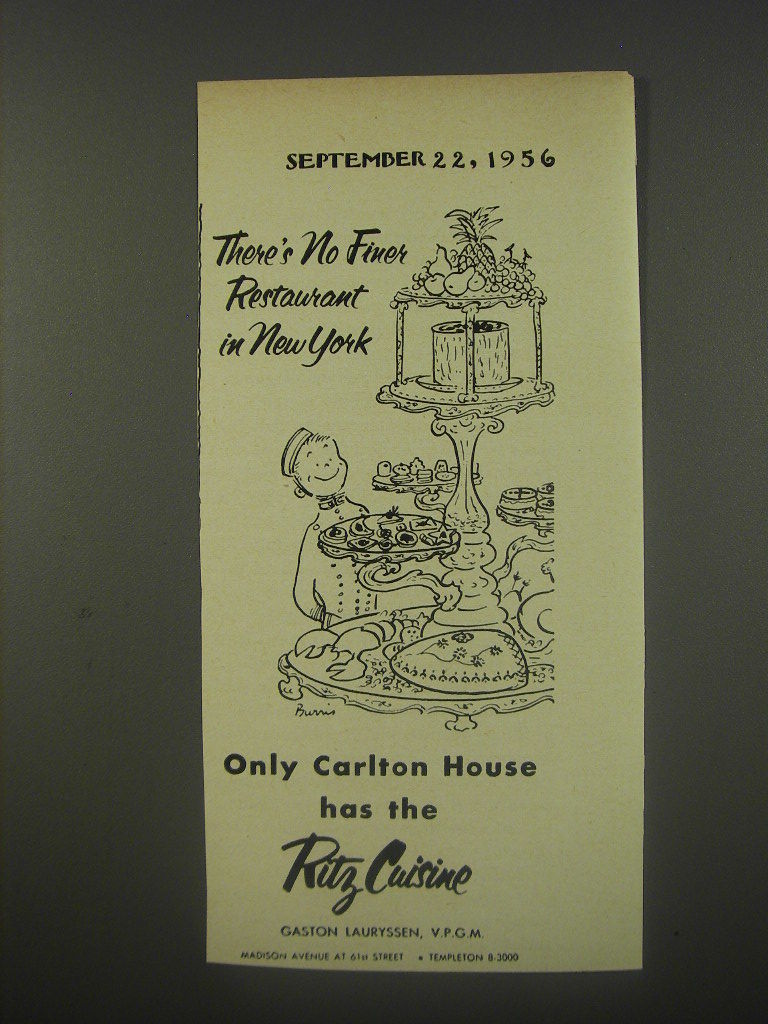 SEPTEMBER 22, 1956
There's No Finer
Restaurant
in New York
Burris
Only Carlton House
has the
Ritz Cuisine
GASTON LAURYSSEN, V.P.G.M.
MADISON AVENUE AT 61st STREET • TEMPLETON 8-3000